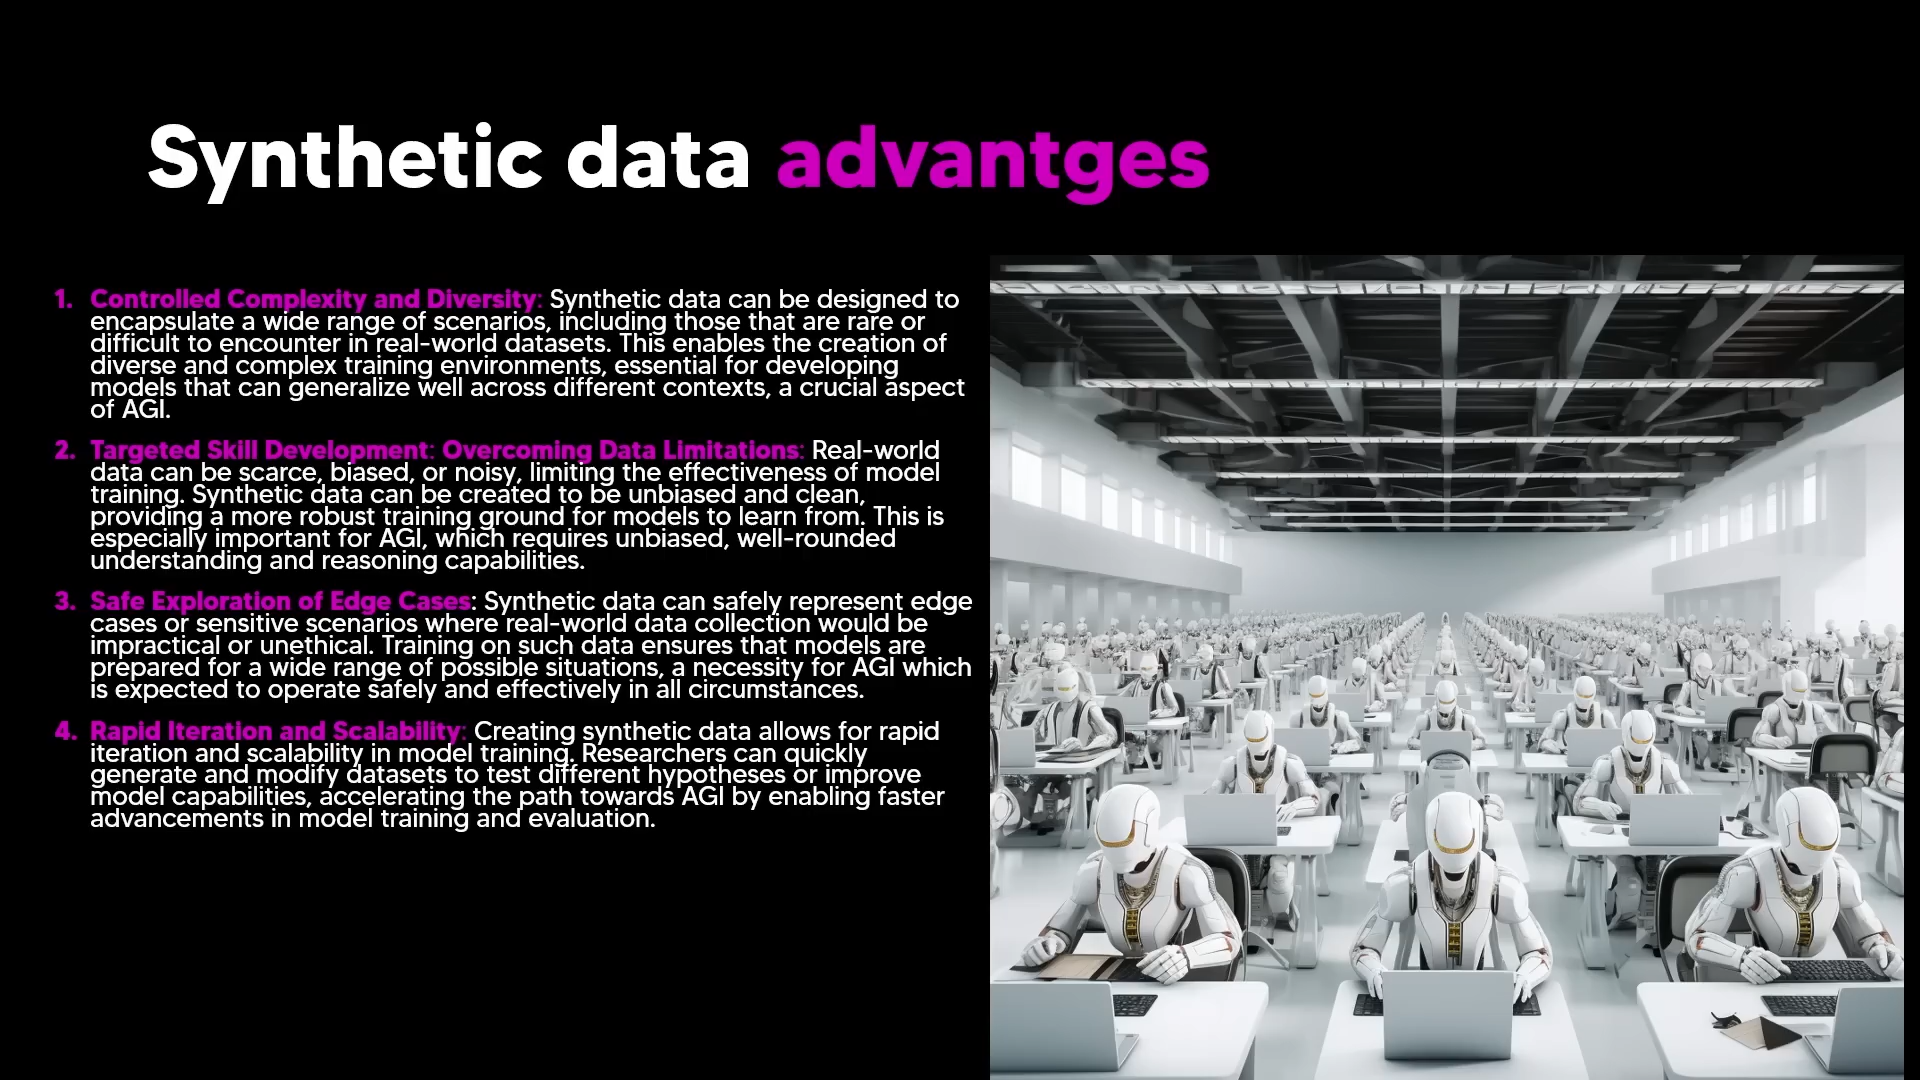 Synthetic data advantges
1. Controlled Complexity and Diversity: Synthetic data can be designed to
encapsulate a wide range of scenarios, including those that are rare or
difficult to encounter in real-world datasets. This enables the creation of
diverse and complex training environments, essential for developing
models that can generalize well across different contexts, a crucial aspect
of AGI.
2. Targeted Skill Development: Overcoming Data Limitations: Real-world
data can be scarce, biased, or noisy, limiting the effectiveness of model
training. Synthetic data can be created to be unbiased and clean,
providing a more robust training ground for models to learn from. This is
especially important for AGI, which requires unbiased, well-rounded
understanding and reasoning capabilities.
3. Safe Exploration of Edge Cases: Synthetic data can safely represent edge
cases or sensitive scenarios where real-world data collection would be
impractical or unethical. Training on such data ensures that models are
prepared for a wide range of possible situations, a necessity for AGI which
is expected to operate safely and effectively in all circumstances.
4. Rapid Iteration and Scalability: Creating synthetic data allows for rapid
iteration and scalability in model training. Researchers can quickly
generate and modify datasets to test different hypotheses or improve
model capabilities, accelerating the path towards AGI by enabling faster
advancements in model training and evaluation.